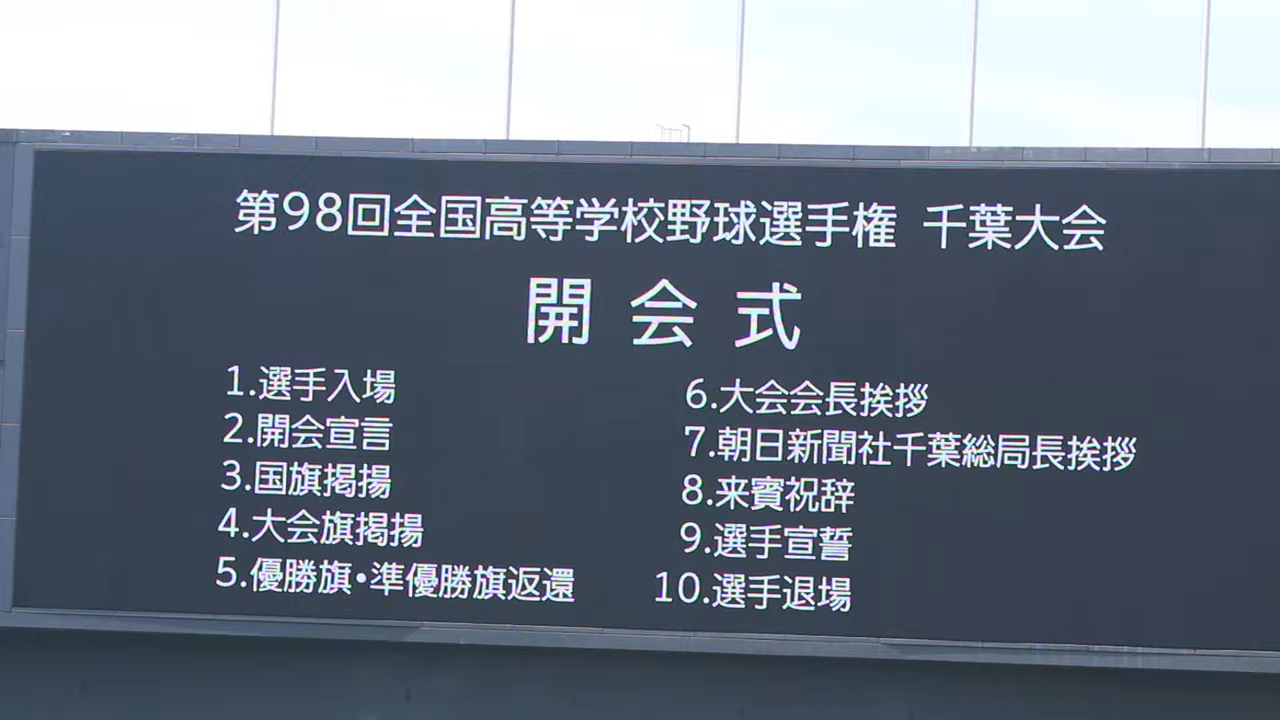 第98回全国高等学校野球選手権 千葉大会
開会式
1.選手入場
2.開会宣言
3.国旗掲揚
4.大会旗掲揚
5.優勝旗・準優勝旗返還
6.大会会長挨拶
7.朝日新聞社千葉総局長挨拶
8.来賓祝辞
9.選手宣誓
10.選手退場